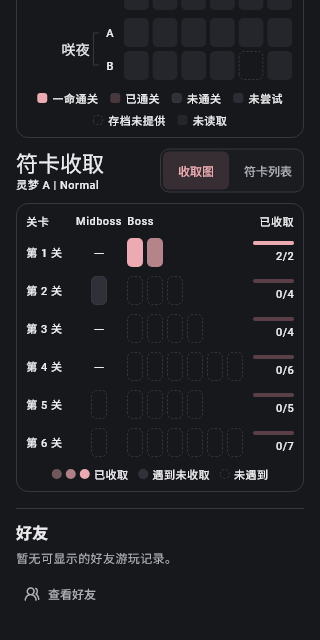 A
咲夜
B
一命通关 已通关 未通关 未尝试
存档未提供 未读取
符卡收取
灵梦 A | Normal
收取图 符卡列表
关卡 Midboss Boss 已收取
第 1 关 — 2/2
第 2 关 0/4
第 3 关 — 0/4
第 4 关 — 0/6
第 5 关 0/5
第 6 关 0/7
已收取 遇到未收取 未遇到
好友
暂无可显示的好友游玩记录。
查看好友